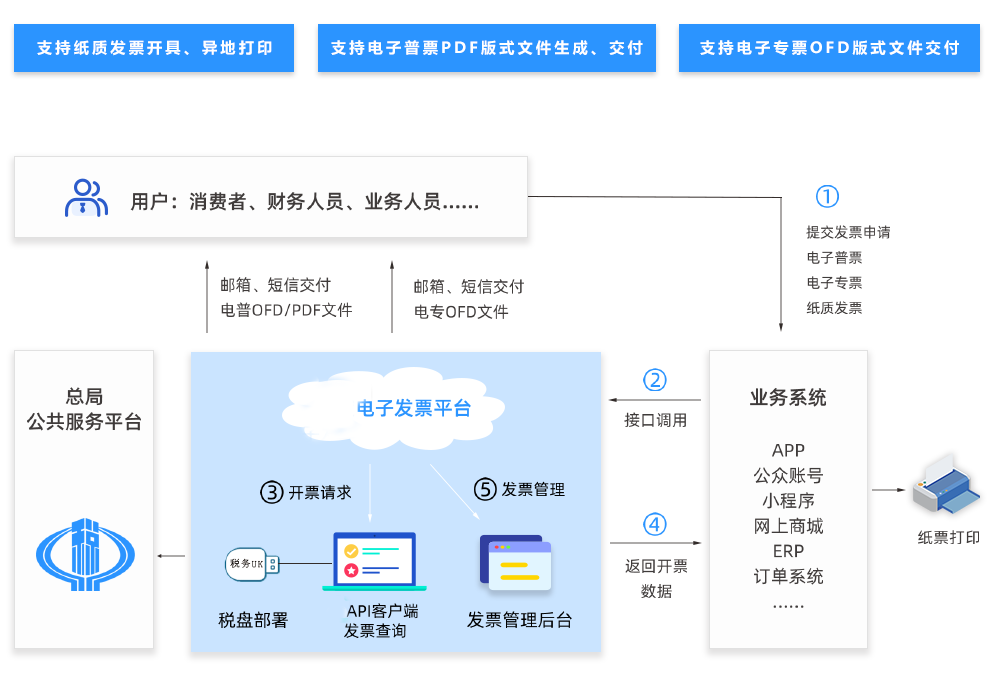 支持纸质发票开具、异地打印
支持电子普票PDF版式文件生成、交付
支持电子专票OFD版式文件交付
用户：消费者、财务人员、业务人员......
①
提交发票申请
电子普票
电子专票
纸质发票
邮箱、短信交付
电普OFD/PDF文件
邮箱、短信交付
电专OFD文件
总局
公共服务平台
电子发票平台
③开票请求
⑤发票管理
税务UK
税盘部署
API客户端
发票查询
发票管理后台
②
接口调用
④
返回开票
数据
业务系统
APP
公众账号
小程序
网上商城
ERP
订单系统
......
纸票打印